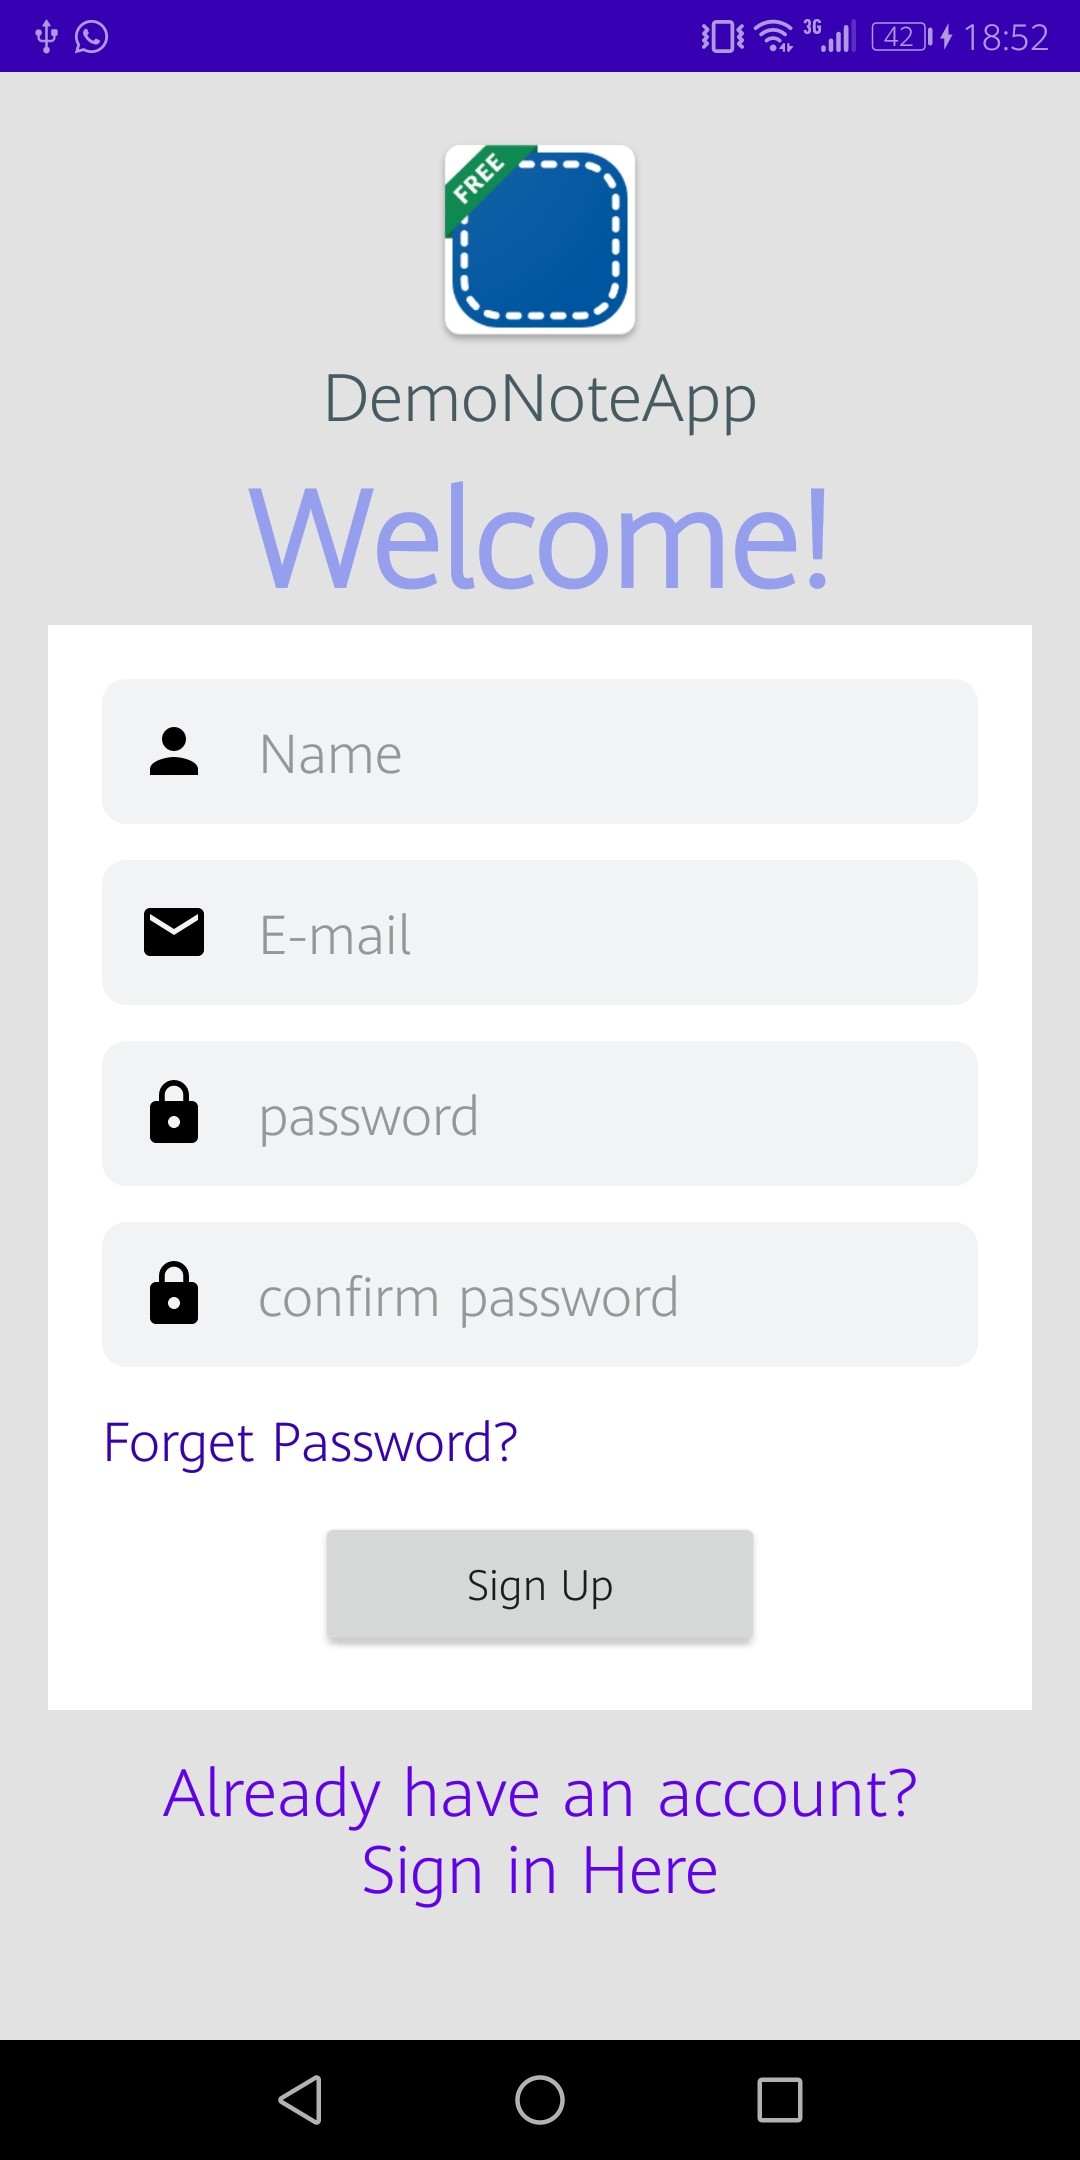 3G 42 18:52
FREE
DemoNoteApp
Welcome!
Name
E-mail
password
confirm password
Forget Password?
Sign Up
Already have an account?
Sign in Here